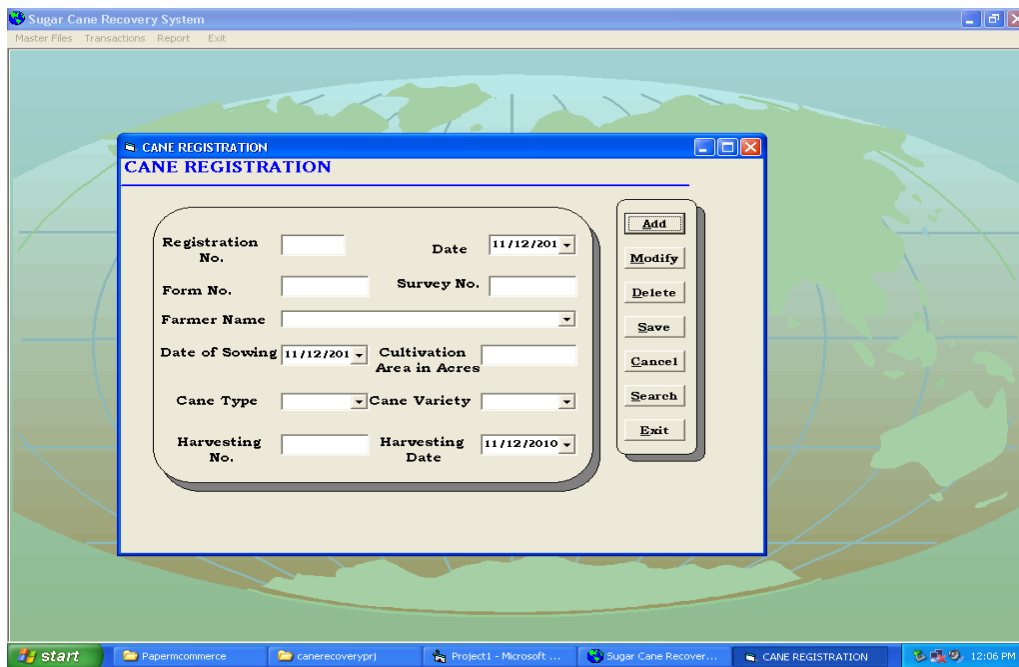 Sugar Cane Recovery System
Master Files Transactions Report Exit
CANE REGISTRATION
CANE REGISTRATION
Registration No.
Date 11/12/201
Form No.
Survey No.
Farmer Name
Date of Sowing 11/12/201
Cultivation Area in Acres
Cane Type
Cane Variety
Harvesting No.
Harvesting Date 11/12/2010
Add
Modify
Delete
Save
Cancel
Search
Exit
start Papermcommerce canerecoveryprj Project1 - Microsoft ... Sugar Cane Recover... CANE REGISTRATION 12:06 PM